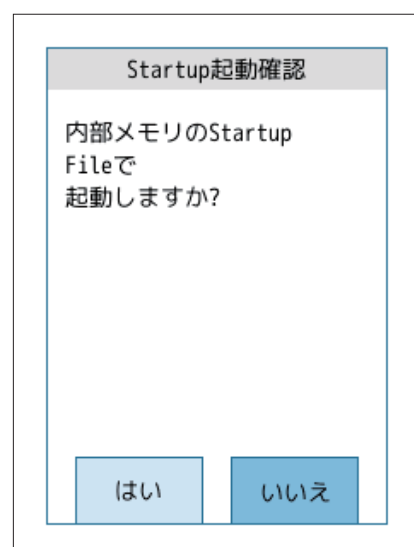 Startup起動確認
内部メモリのStartup
Fileで
起動しますか?
はい
いいえ